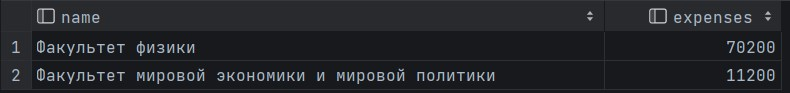 name expenses
1 Факультет физики 70200
2 Факультет мировой экономики и мировой политики 11200